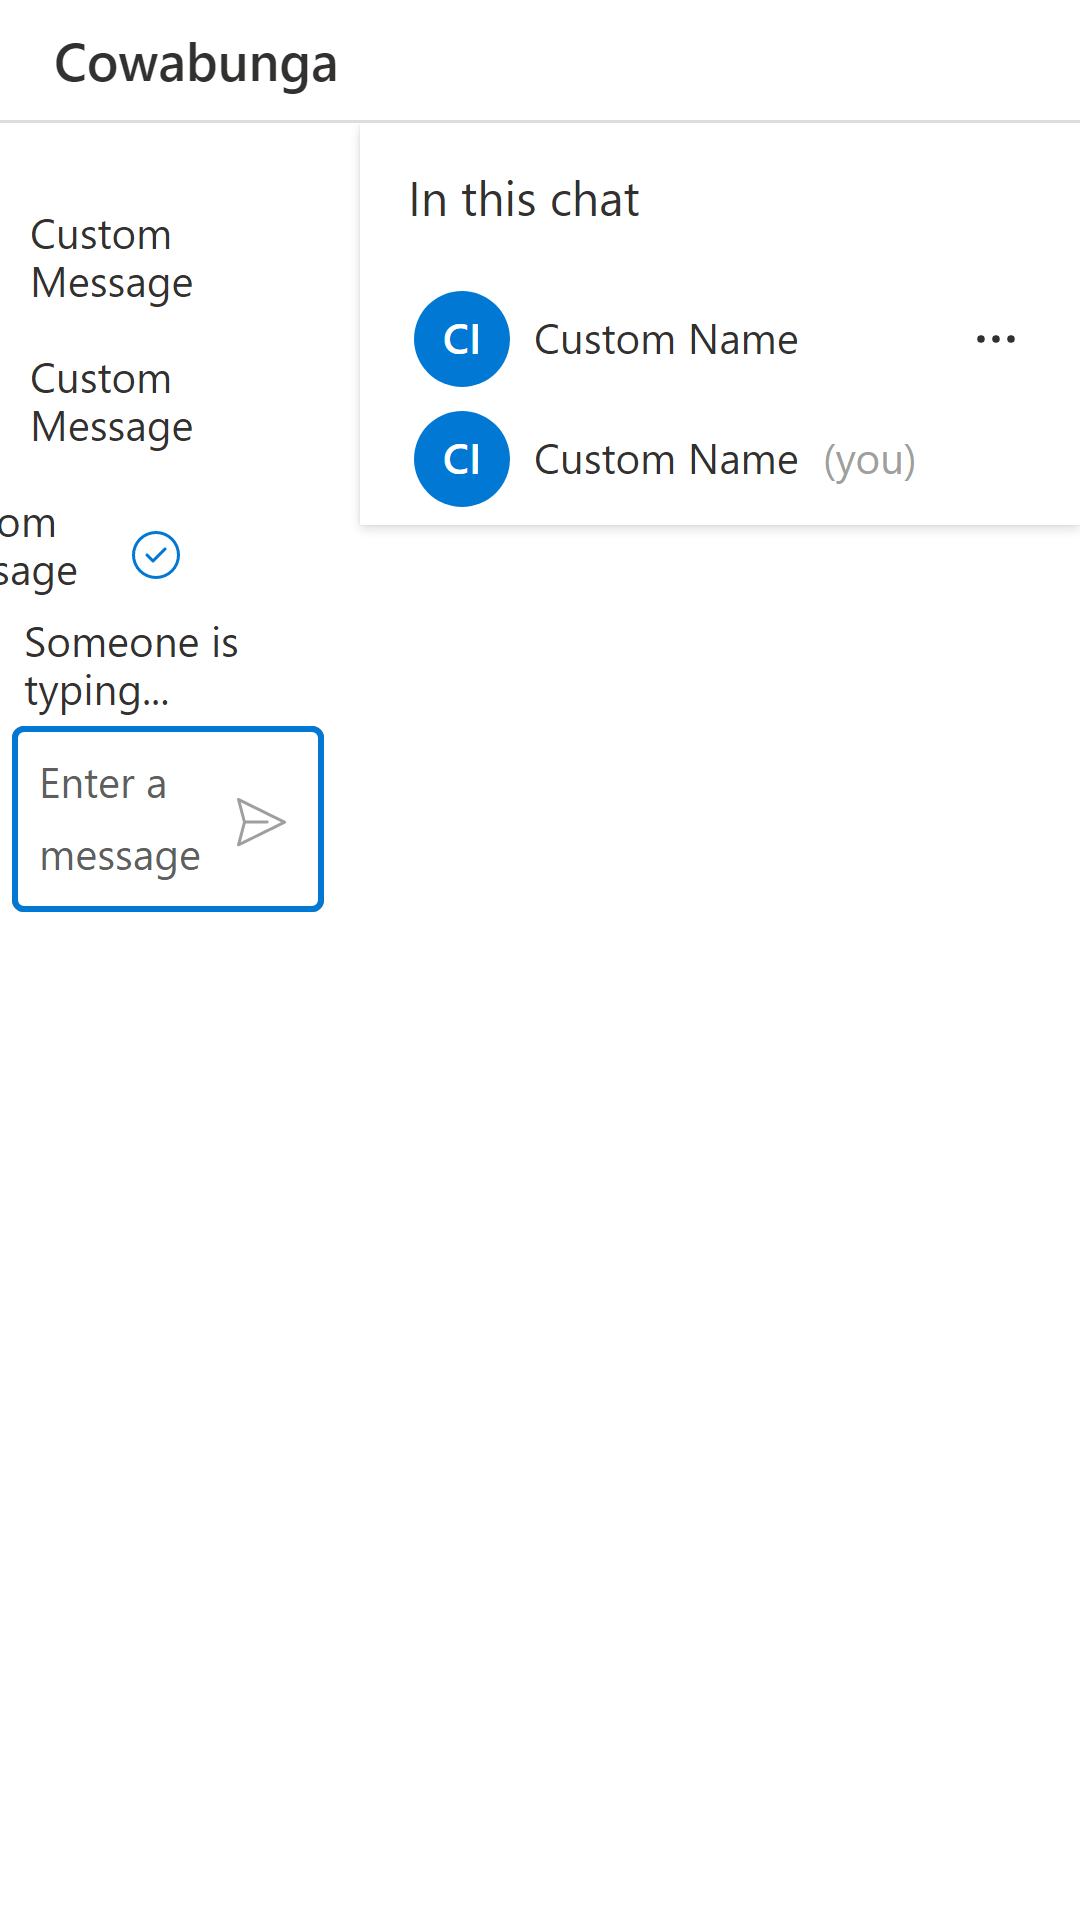 Cowabunga
Custom
Message
Custom
Message
om
sage
Someone is
typing...
Enter a
message
In this chat
CI
Custom Name
CI
Custom Name (you)